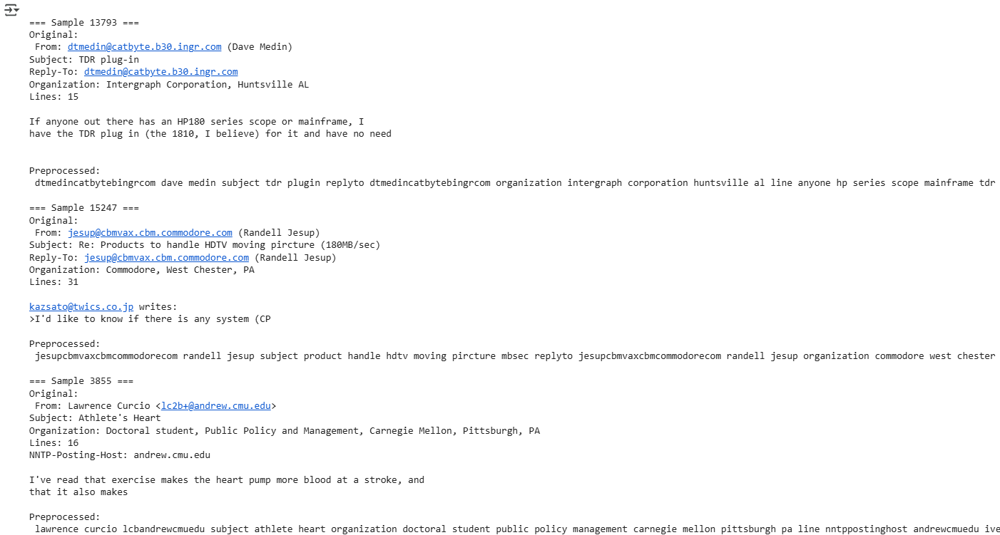 === Sample 13793 ===
Original:
From: dtmedin@catbyte.b30.ingr.com (Dave Medin)
Subject: TDR plug-in
Reply-To: dtmedin@catbyte.b30.ingr.com
Organization: Intergraph Corporation, Huntsville AL
Lines: 15
If anyone out there has an HP180 series scope or mainframe, I
have the TDR plug in (the 1810, I believe) for it and have no need
Preprocessed:
dtmedincatbytebingrcom dave medin subject tdr plugin replyto dtmedincatbytebingrcom organization intergraph corporation huntsville al line anyone hp series scope mainframe tdr
=== Sample 15247 ===
Original:
From: jesup@cbmvax.cbm.commodore.com (Randell Jesup)
Subject: Re: Products to handle HDTV moving pircture (180MB/sec)
Reply-To: jesup@cbmvax.cbm.commodore.com (Randell Jesup)
Organization: Commodore, West Chester, PA
Lines: 31
kazsato@twics.co.jp writes:
>I'd like to know if there is any system (CP
Preprocessed:
jesupcbmvaxcbmcommodorecom randell jesup subject product handle hdtv moving pircture mbsec replyto jesupcbmvaxcbmcommodorecom randell jesup organization commodore west chester
=== Sample 3855 ===
Original:
From: Lawrence Curcio <lc2b+@andrew.cmu.edu>
Subject: Athlete's Heart
Organization: Doctoral student, Public Policy and Management, Carnegie Mellon, Pittsburgh, PA
Lines: 16
NNTP-Posting-Host: andrew.cmu.edu
I've read that exercise makes the heart pump more blood at a stroke, and
that it also makes
Preprocessed:
lawrence curcio lcbandrewcmuedu subject athlete heart organization doctoral student public policy management carnegie mellon pittsburgh pa line nntppostinghost andrewcmuedu ive